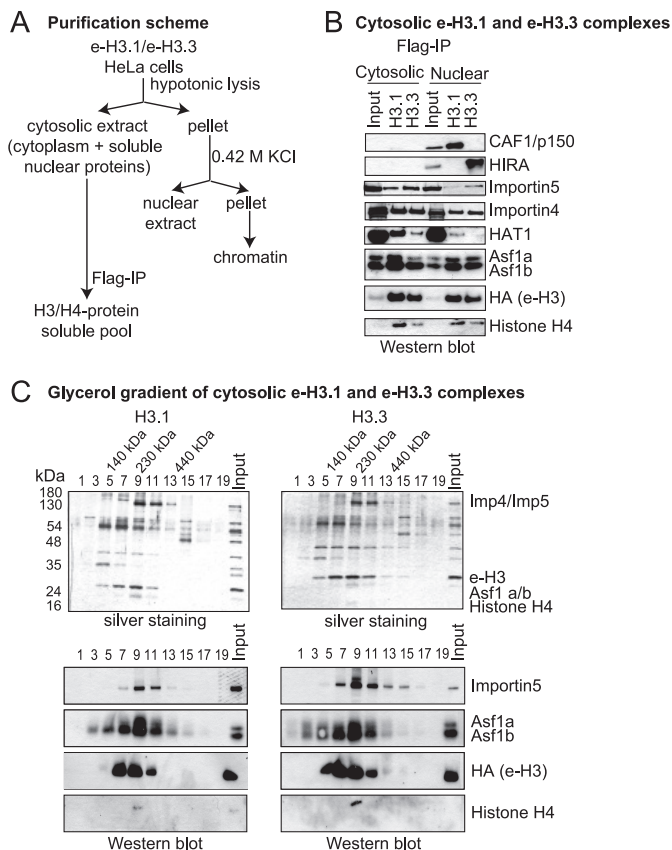 A Purification scheme
e-H3.1/e-H3.3
HeLa cells
hypotonic lysis
cytosolic extract
(cytoplasm + soluble
nuclear proteins)
pellet
0.42 M KCl
nuclear
extract
pellet
chromatin
Flag-IP
H3/H4-protein
soluble pool
B Cytosolic e-H3.1 and e-H3.3 complexes
Flag-IP
Cytosolic Nuclear
Input H3.1 H3.3 Input H3.1 H3.3
CAF1/p150
HIRA
Importin5
Importin4
HAT1
Asf1a
Asf1b
HA (e-H3)
Histone H4
Western blot
C Glycerol gradient of cytosolic e-H3.1 and e-H3.3 complexes
H3.1
140 kDa 230 kDa 440 kDa
kDa 1 3 5 7 9 11 13 15 17 19 Input
180
130
54
48
35
24
16
silver staining
H3.3
140 kDa 230 kDa 440 kDa
1 3 5 7 9 11 13 15 17 19 Input
Imp4/Imp5
e-H3
Asf1 a/b
Histone H4
silver staining
1 3 5 7 9 11 13 15 17 19 Input
1 3 5 7 9 11 13 15 17 19 Input
Importin5
Asf1a
Asf1b
HA (e-H3)
Histone H4
Western blot
Western blot